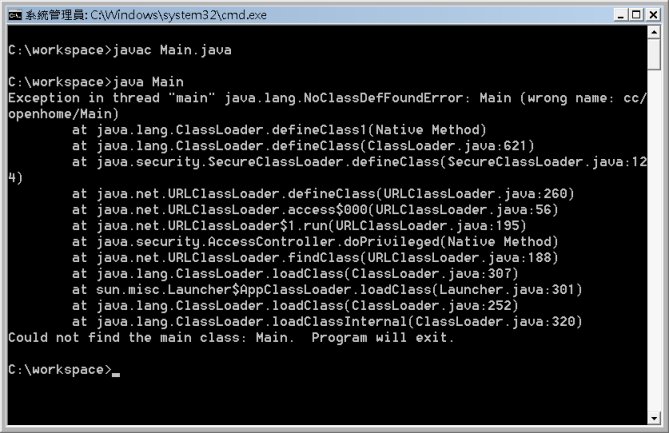 系統管理員: C:\Windows\system32\cmd.exe
C:\workspace>javac Main.java
C:\workspace>java Main
Exception in thread "main" java.lang.NoClassDefFoundError: Main (wrong name: cc/
openhome/Main)
at java.lang.ClassLoader.defineClass1(Native Method)
at java.lang.ClassLoader.defineClass(ClassLoader.java:621)
at java.security.SecureClassLoader.defineClass(SecureClassLoader.java:12
4)
at java.net.URLClassLoader.defineClass(URLClassLoader.java:260)
at java.net.URLClassLoader.access$000(URLClassLoader.java:56)
at java.net.URLClassLoader$1.run(URLClassLoader.java:195)
at java.security.AccessController.doPrivileged(Native Method)
at java.net.URLClassLoader.findClass(URLClassLoader.java:188)
at java.lang.ClassLoader.loadClass(ClassLoader.java:307)
at sun.misc.Launcher$AppClassLoader.loadClass(Launcher.java:301)
at java.lang.ClassLoader.loadClass(ClassLoader.java:252)
at java.lang.ClassLoader.loadClassInternal(ClassLoader.java:320)
Could not find the main class: Main.  Program will exit.
C:\workspace>_